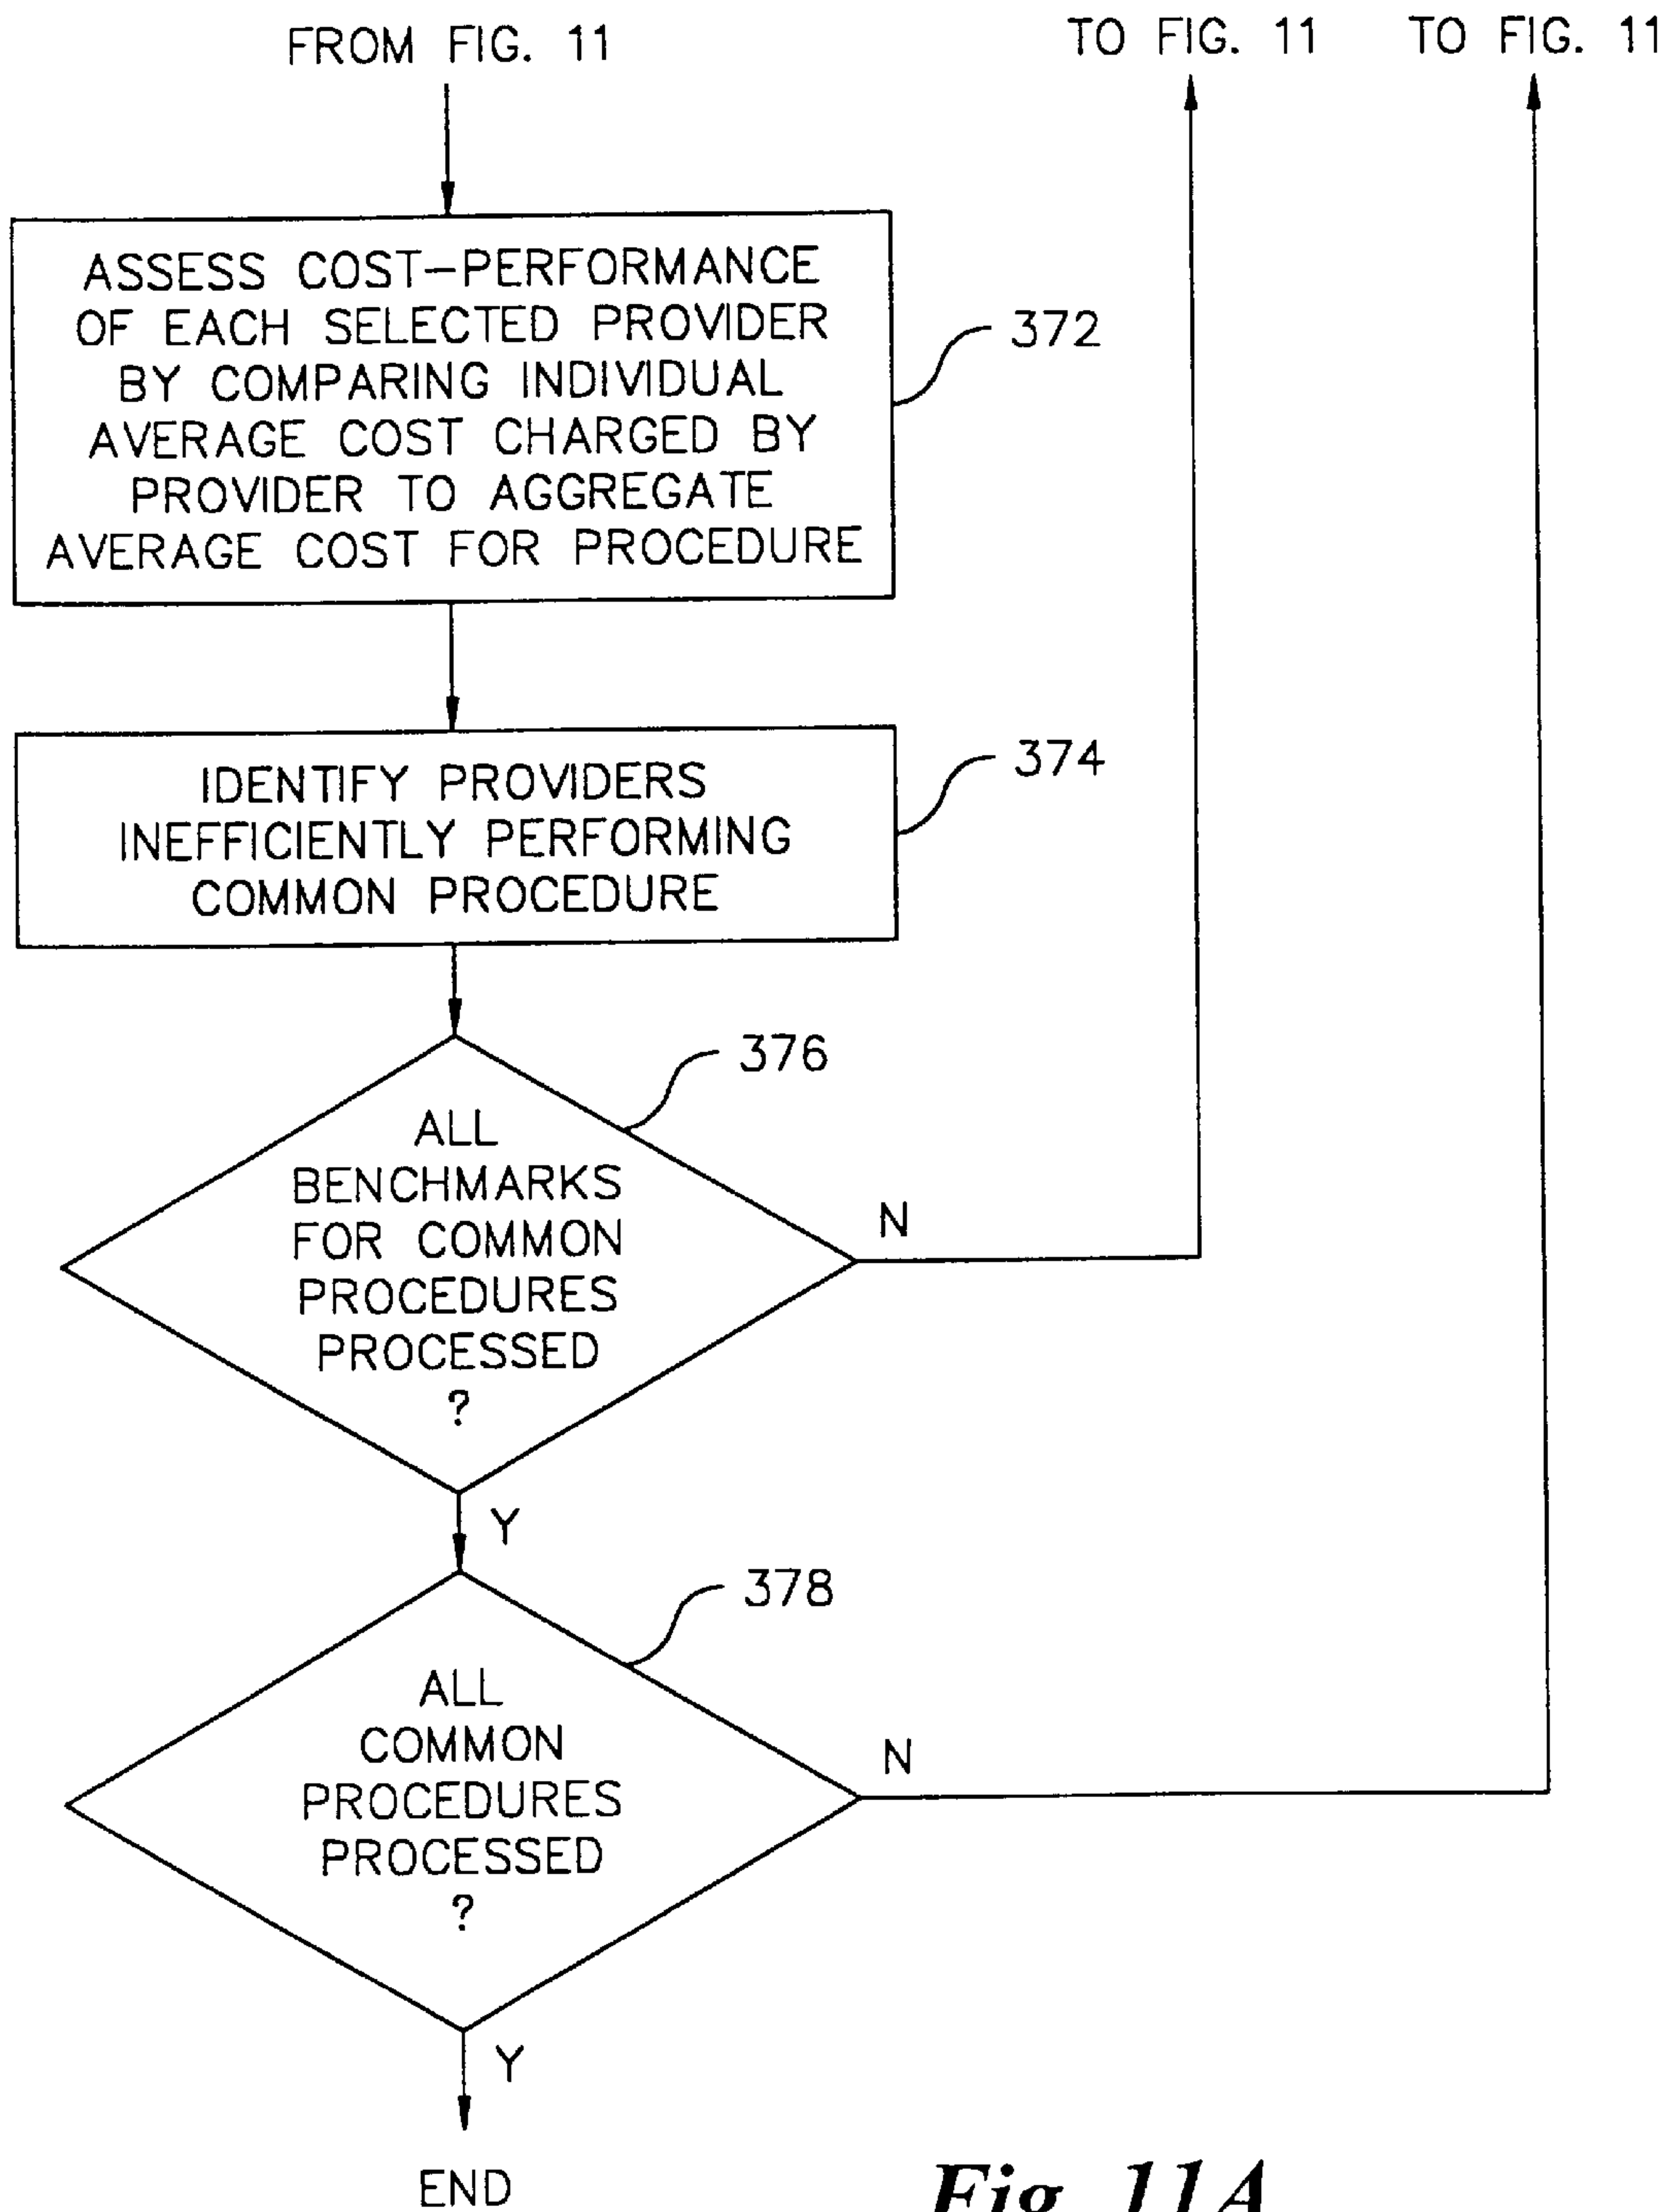 FROM FIG. 11
TO FIG. 11
TO FIG. 11
ASSESS COST-PERFORMANCE
OF EACH SELECTED PROVIDER
BY COMPARING INDIVIDUAL
AVERAGE COST CHARGED BY
PROVIDER TO AGGREGATE
AVERAGE COST FOR PROCEDURE
372
IDENTIFY PROVIDERS
INEFFICIENTLY PERFORMING
COMMON PROCEDURE
374
376
ALL
BENCHMARKS
FOR COMMON
PROCEDURES
PROCESSED
?
N
Y
378
ALL
COMMON
PROCEDURES
PROCESSED
?
N
Y
END
Fig. 11A